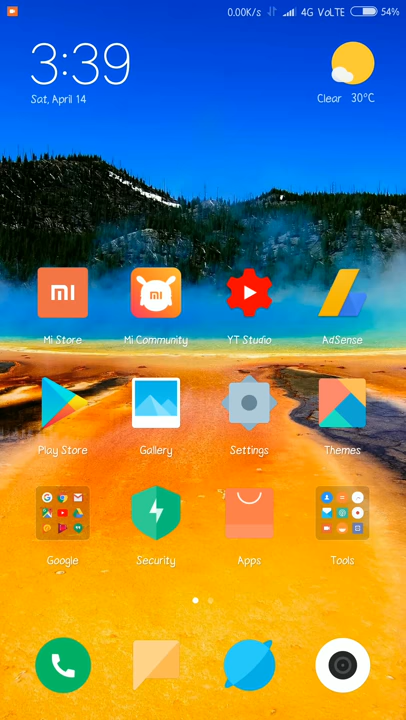 0.00K/s 4G VoLTE 54%
3:39
Sat, April 14
Clear 30°C
mi
mi
Mi Store Mi Community YT Studio AdSense
Play Store Gallery Settings Themes
Google Security Apps Tools